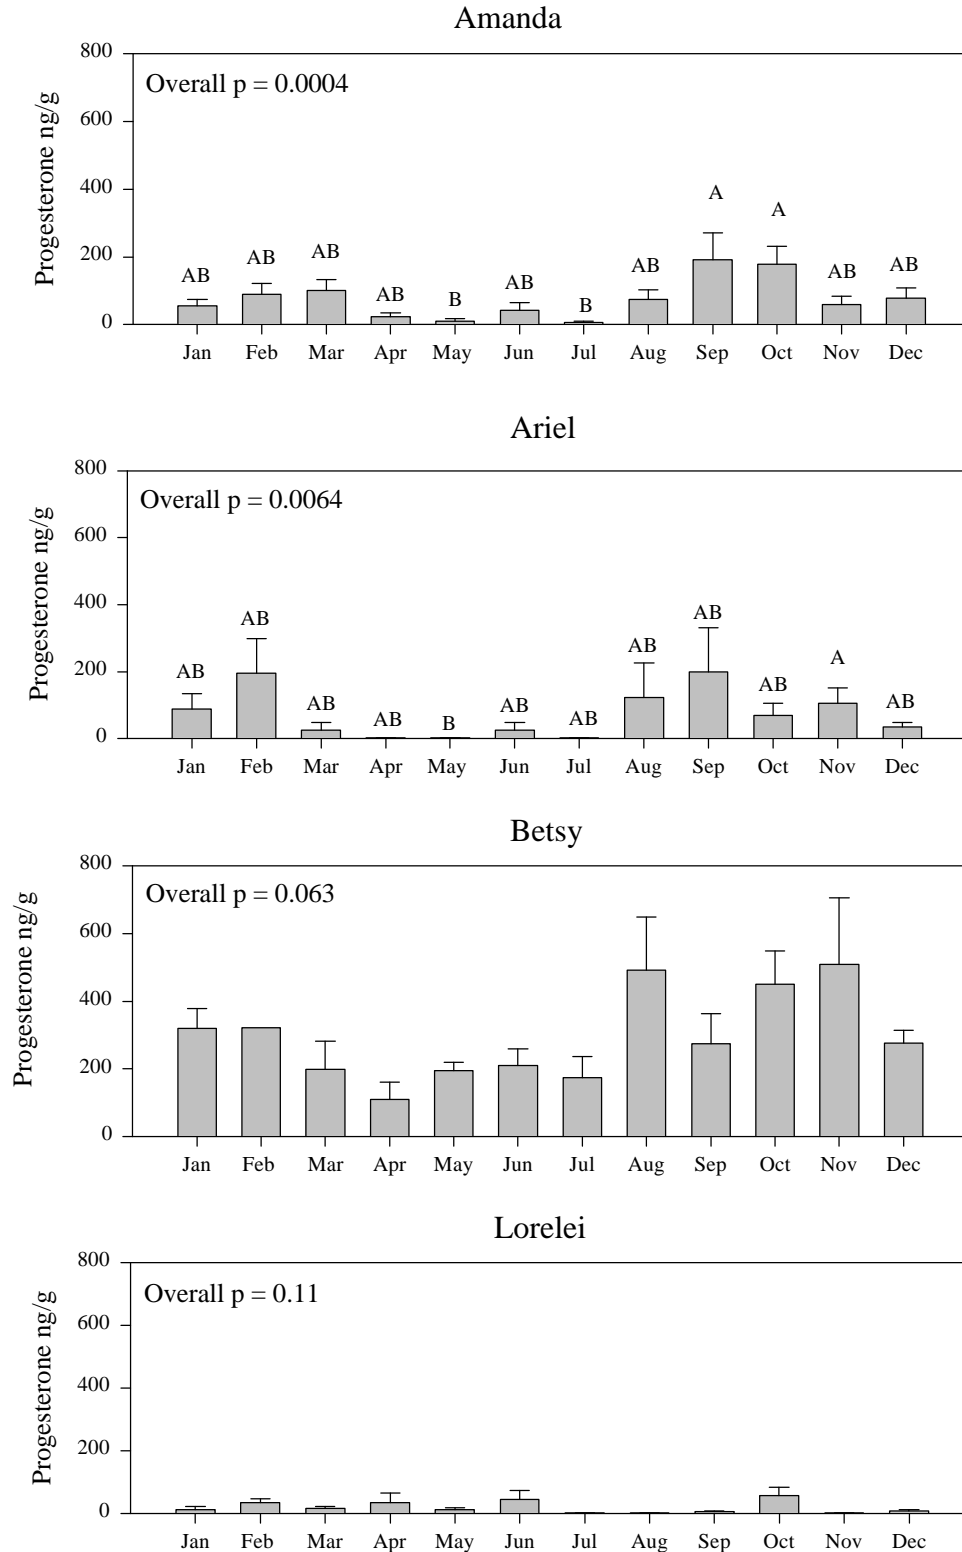 Amanda
800
Overall p = 0.0004
600
400
200
0
Progesterone ng/g
AB AB AB AB B AB B AB A A AB AB
Jan Feb Mar Apr May Jun Jul Aug Sep Oct Nov Dec
Ariel
800
Overall p = 0.0064
600
400
200
0
Progesterone ng/g
AB AB AB AB B AB AB AB AB AB A AB
Jan Feb Mar Apr May Jun Jul Aug Sep Oct Nov Dec
Betsy
800
Overall p = 0.063
600
400
200
0
Progesterone ng/g
Jan Feb Mar Apr May Jun Jul Aug Sep Oct Nov Dec
Lorelei
800
Overall p = 0.11
600
400
200
0
Progesterone ng/g
Jan Feb Mar Apr May Jun Jul Aug Sep Oct Nov Dec